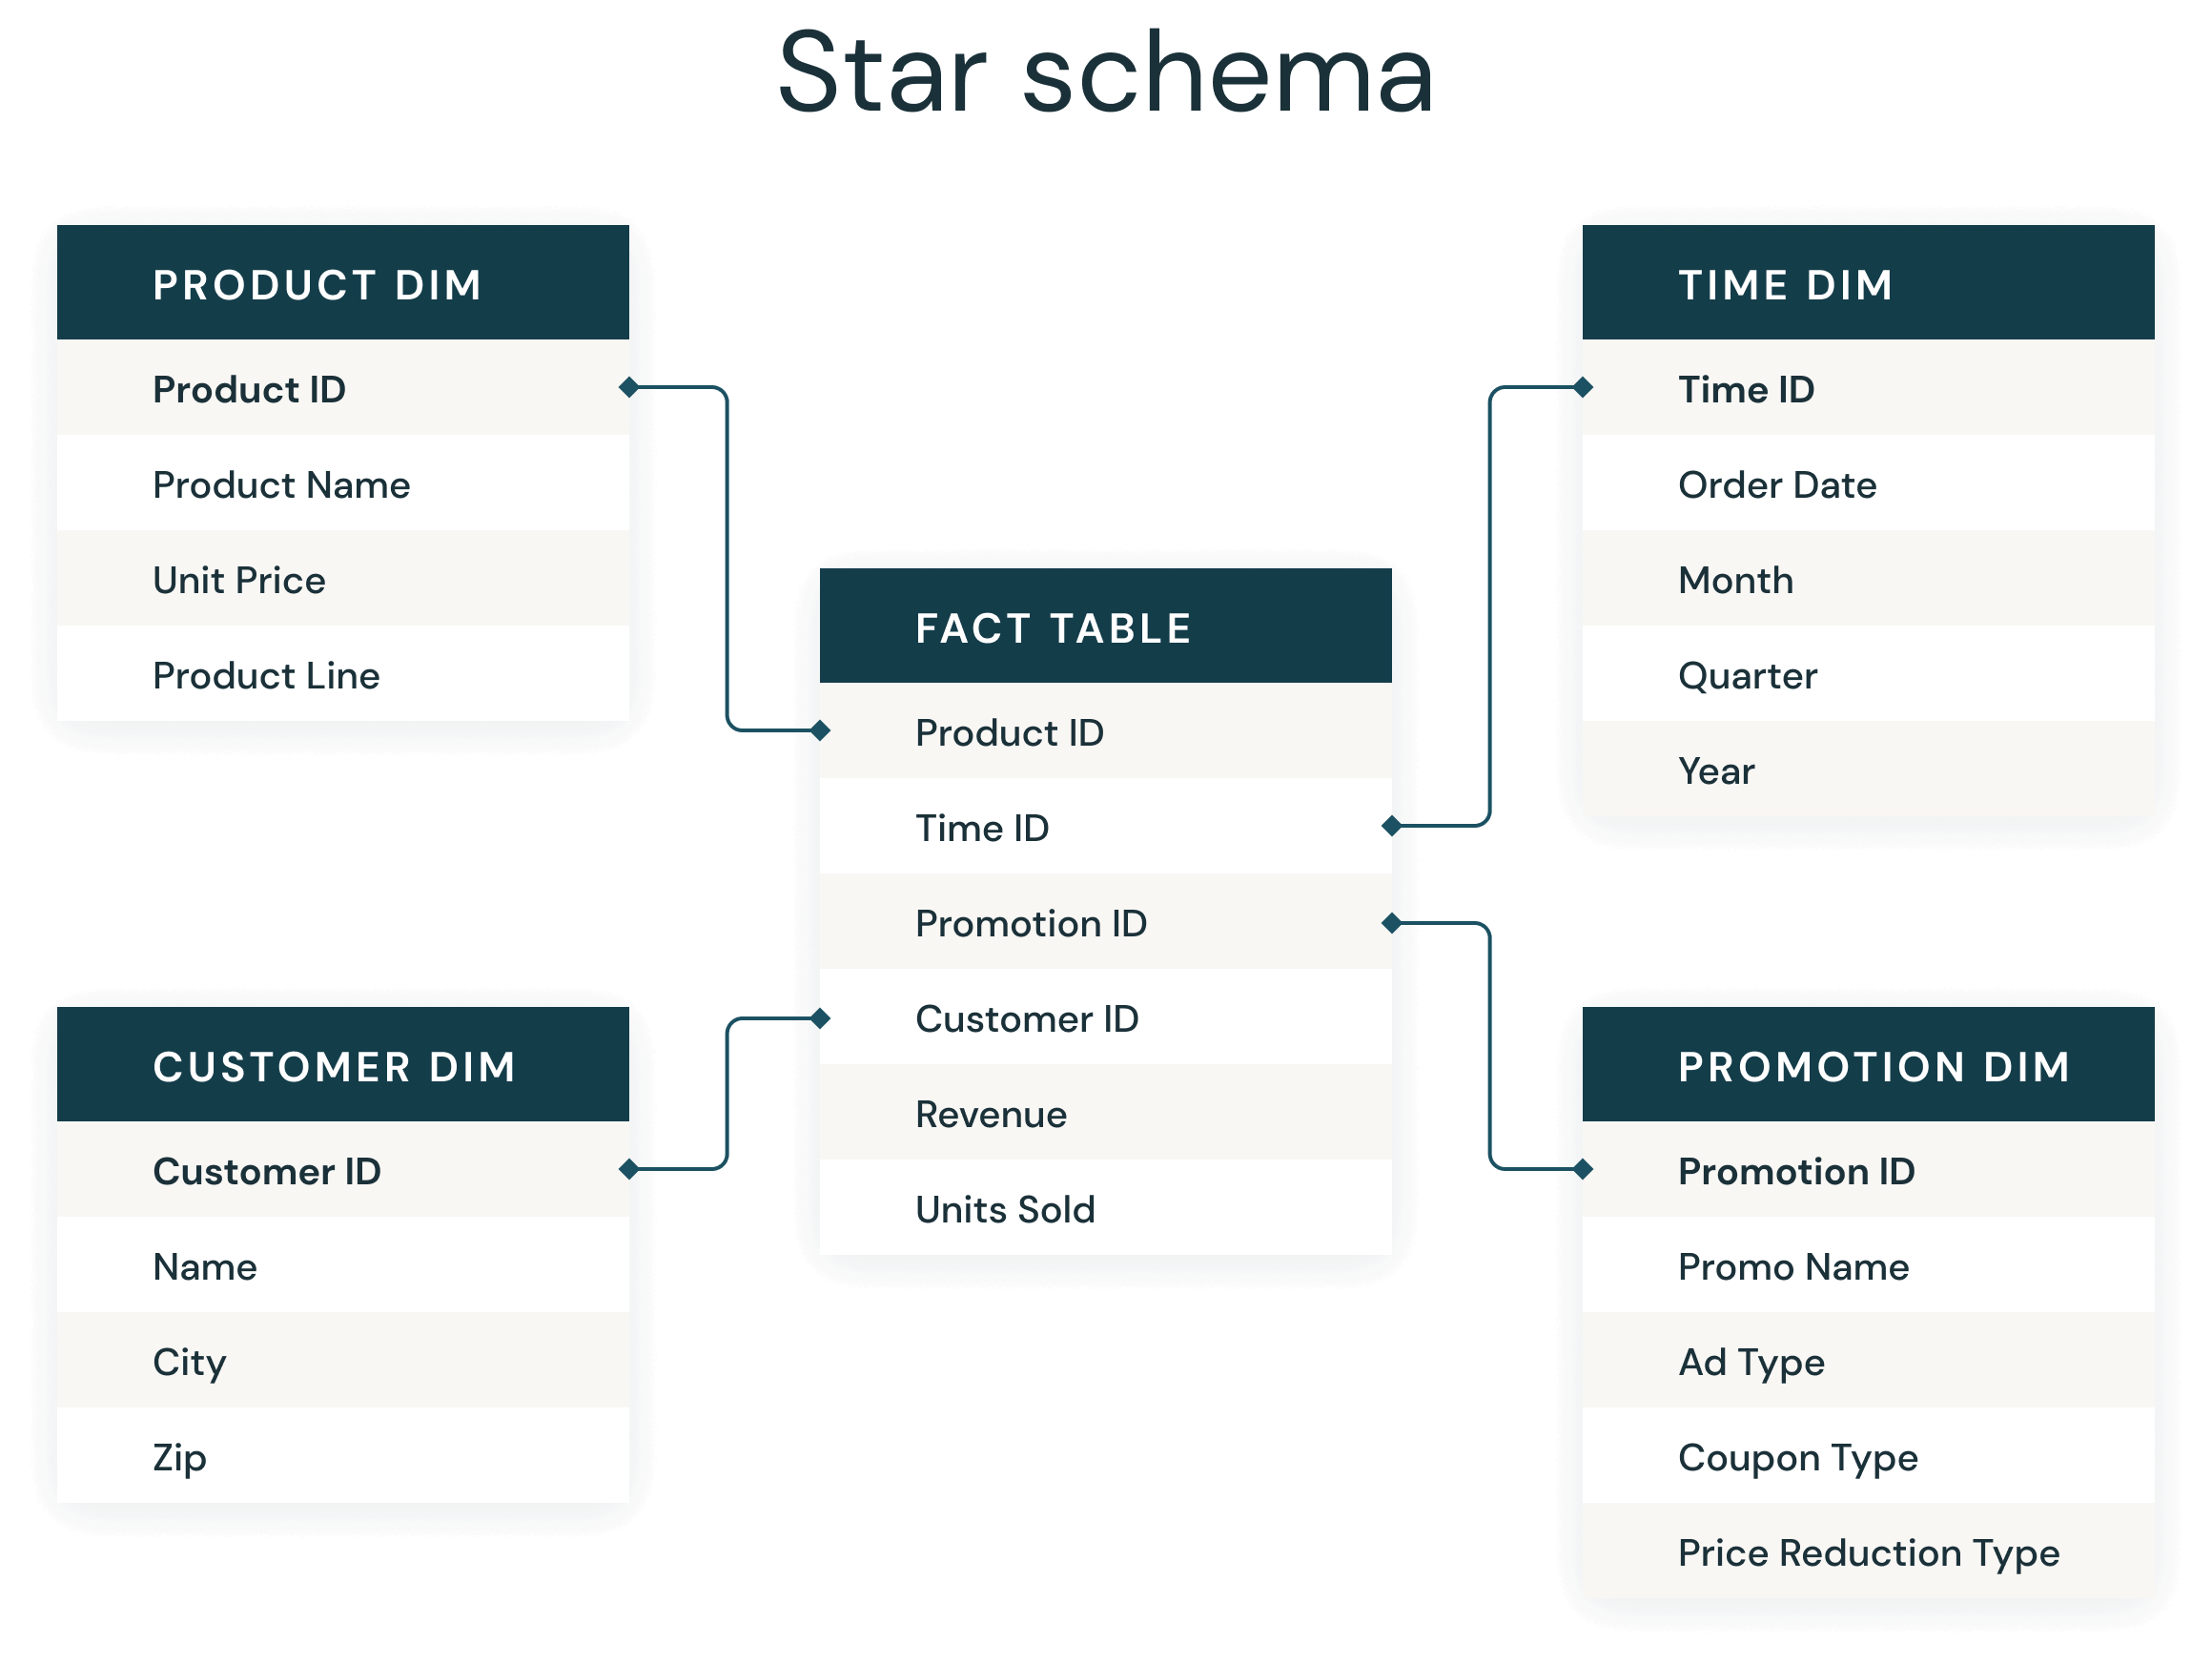 Star schema
PRODUCT DIM
Product ID
Product Name
Unit Price
Product Line
TIME DIM
Time ID
Order Date
Month
Quarter
Year
FACT TABLE
Product ID
Time ID
Promotion ID
Customer ID
Revenue
Units Sold
CUSTOMER DIM
Customer ID
Name
City
Zip
PROMOTION DIM
Promotion ID
Promo Name
Ad Type
Coupon Type
Price Reduction Type